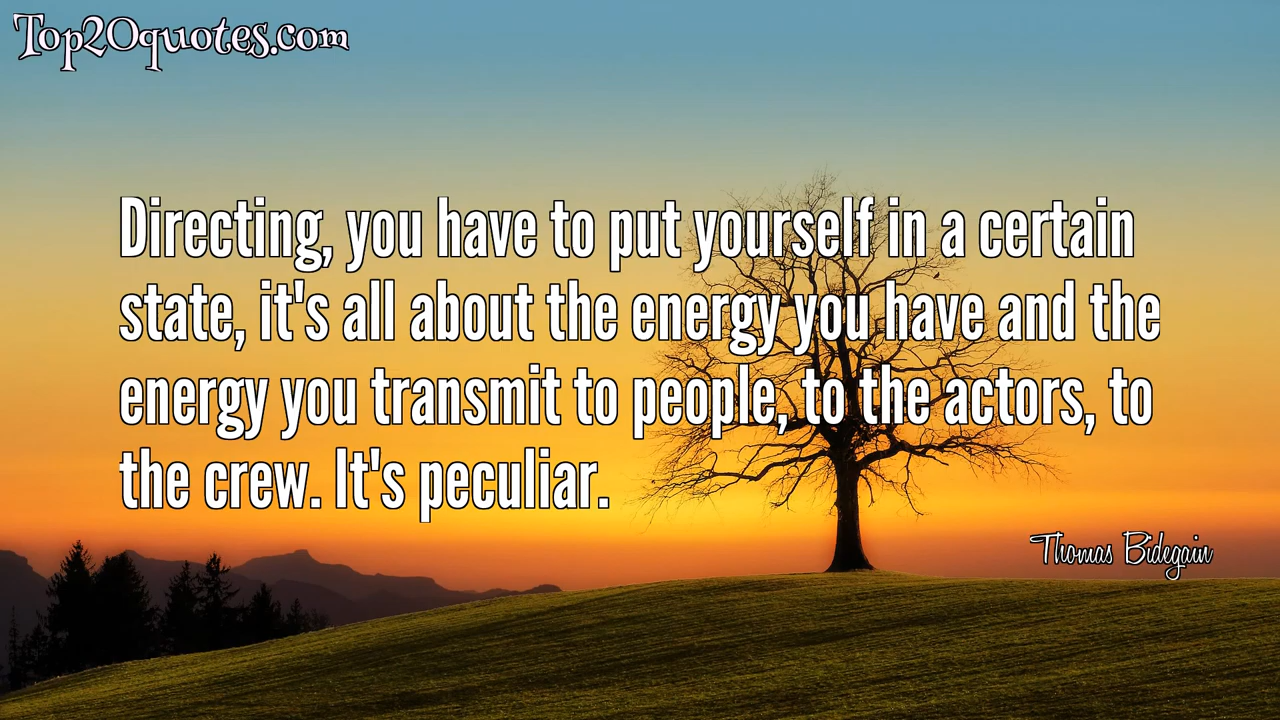 Top20quotes.com
Directing, you have to put yourself in a certain
state, it's all about the energy you have and the
energy you transmit to people, to the actors, to
the crew. It's peculiar.
Thomas Bidegain